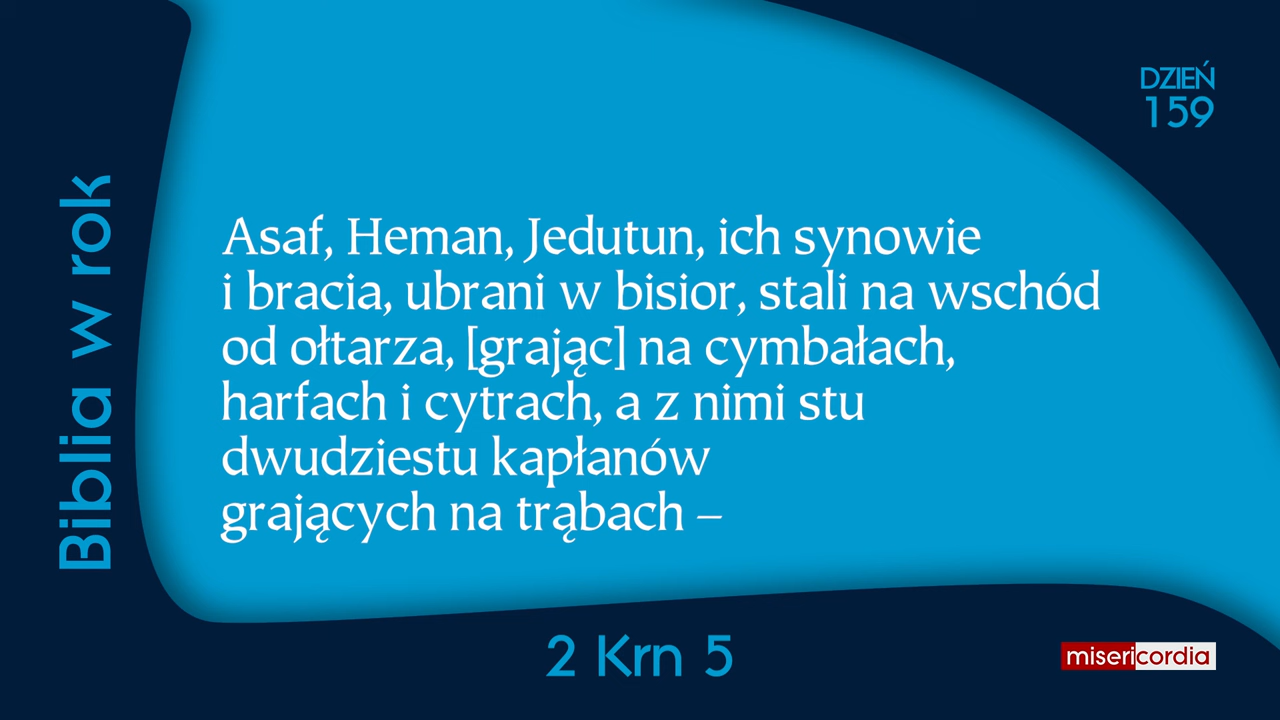 DZIEŃ
159
Biblia w rok
Asaf, Heman, Jedutun, ich synowie
i bracia, ubrani w bisior, stali na wschód
od ołtarza, [grając] na cymbałach,
harfach i cytrach, a z nimi stu
dwudziestu kapłanów
grających na trąbach –
2 Krn 5
misericordia